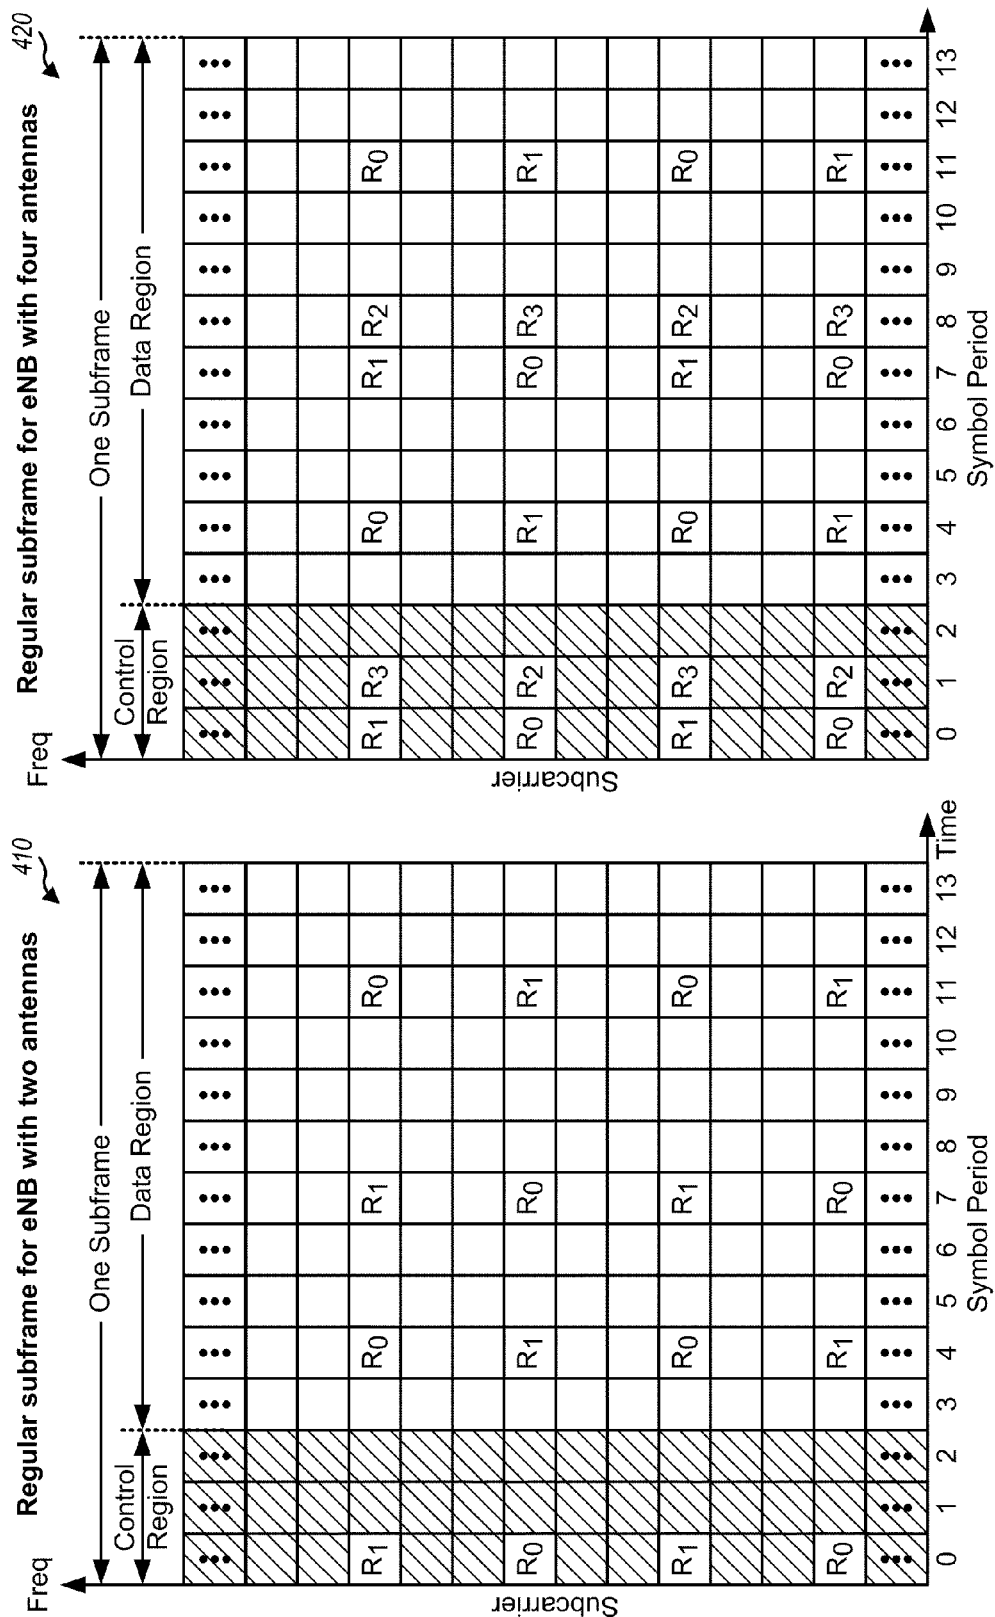 Regular subframe for eNB with two antennas
410
Freq
One Subframe
Control Region
Data Region
R1 R0 R1 R0
R0 R1 R0 R1
R1 R0 R1 R0
R0 R1 R0 R1
Subcarrier
0 1 2 3 4 5 6 7 8 9 10 11 12 13
Time
Symbol Period
Regular subframe for eNB with four antennas
420
Freq
One Subframe
Control Region
Data Region
R1 R3 R0 R1 R2 R0
R0 R2 R1 R0 R3 R1
R1 R3 R0 R1 R2 R0
R0 R2 R1 R0 R3 R1
Subcarrier
0 1 2 3 4 5 6 7 8 9 10 11 12 13
Symbol Period